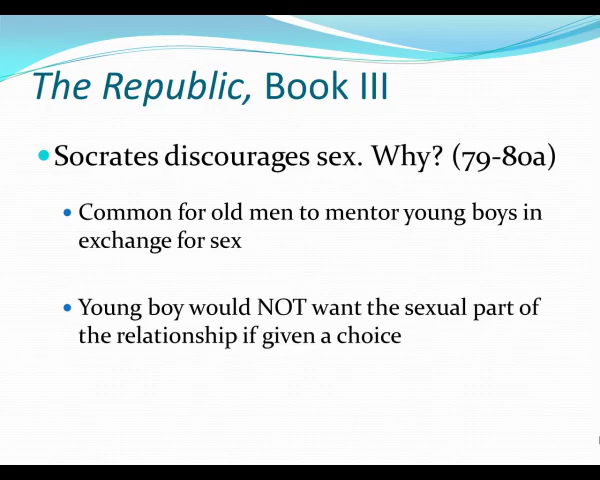 The Republic, Book III
Socrates discourages sex. Why? (79-80a)
Common for old men to mentor young boys in
exchange for sex
Young boy would NOT want the sexual part of
the relationship if given a choice